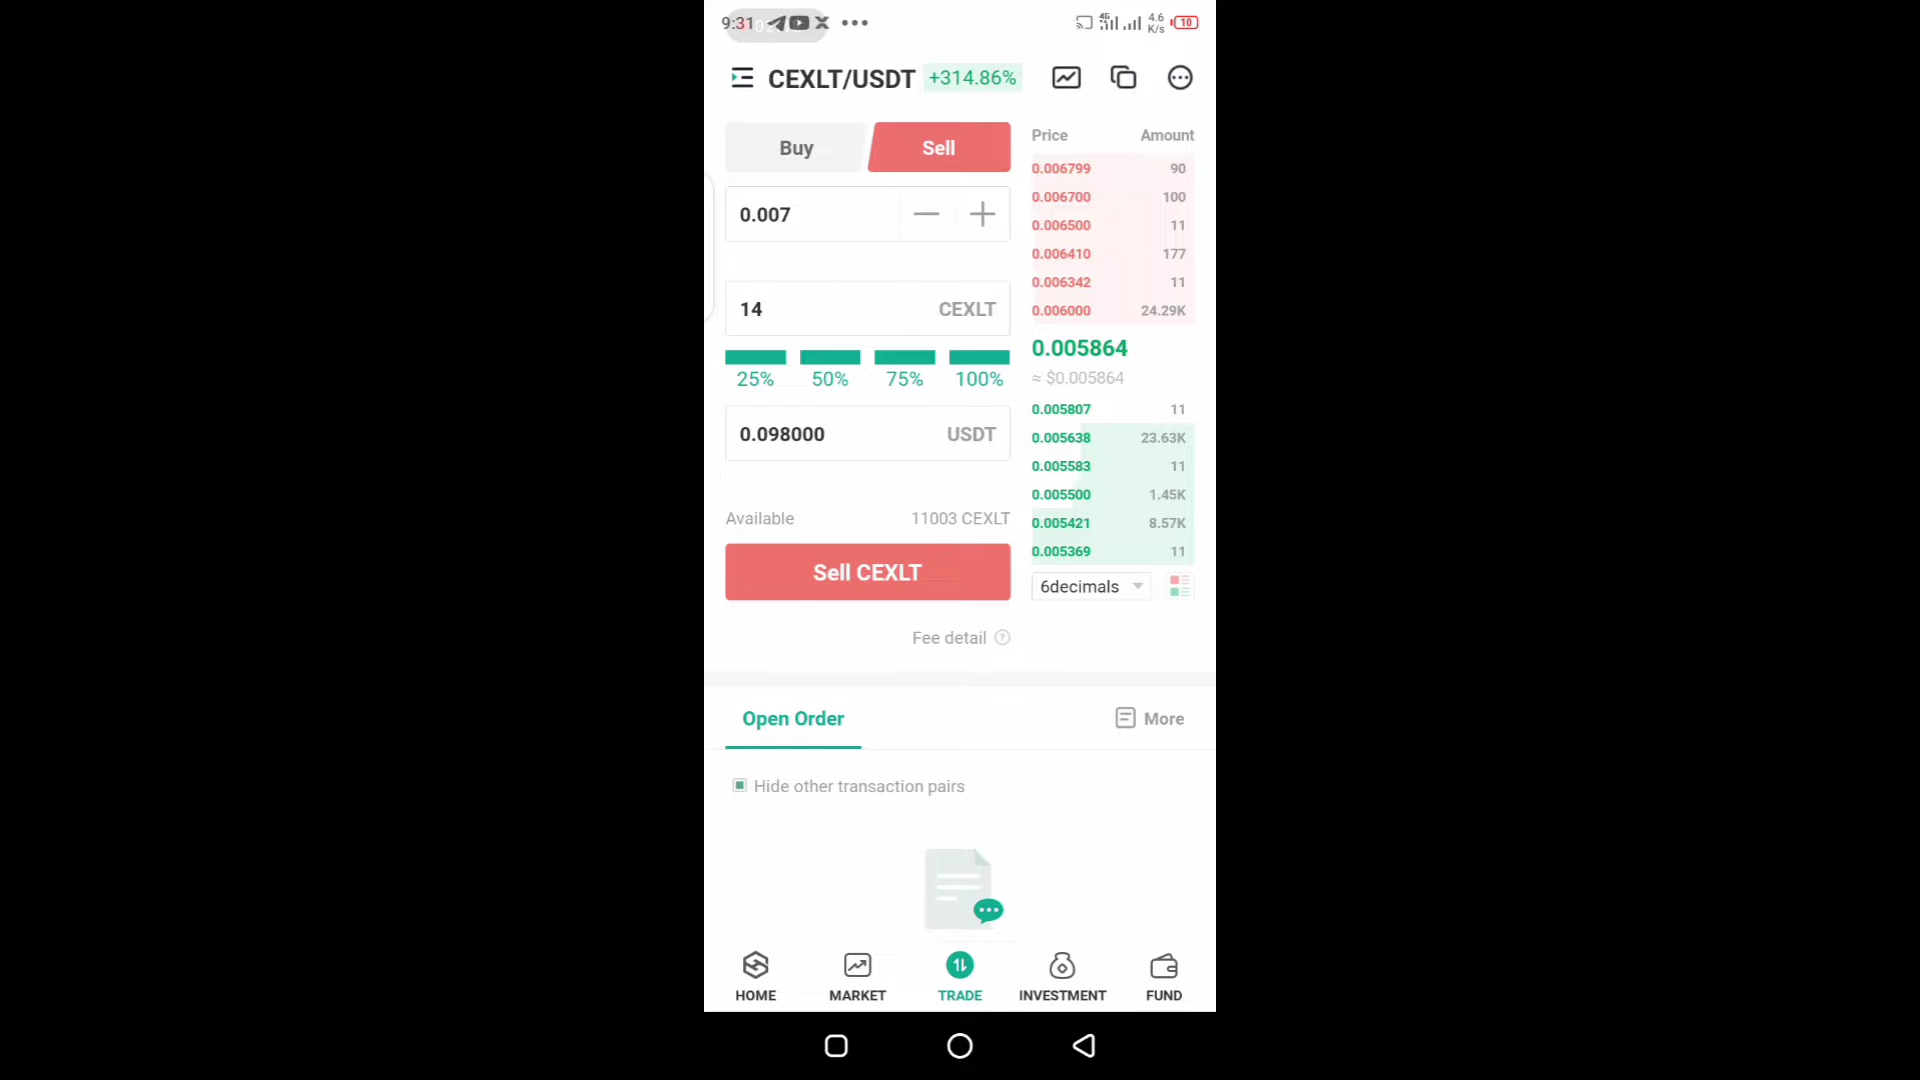 9:31
4G
4.6
K/s
10
CEXLT/USDT +314.86%
Buy
Sell
Price Amount
0.007
0.006799 90
0.006700 100
0.006500 11
0.006410 177
0.006342 11
0.006000 24.29K
14 CEXLT
25% 50% 75% 100%
0.005864
≈ $0.005864
0.098000 USDT
0.005807 11
0.005638 23.63K
0.005583 11
0.005500 1.45K
0.005421 8.57K
0.005369 11
Available 11003 CEXLT
Sell CEXLT
6decimals
Fee detail
Open Order
More
Hide other transaction pairs
HOME MARKET TRADE INVESTMENT FUND